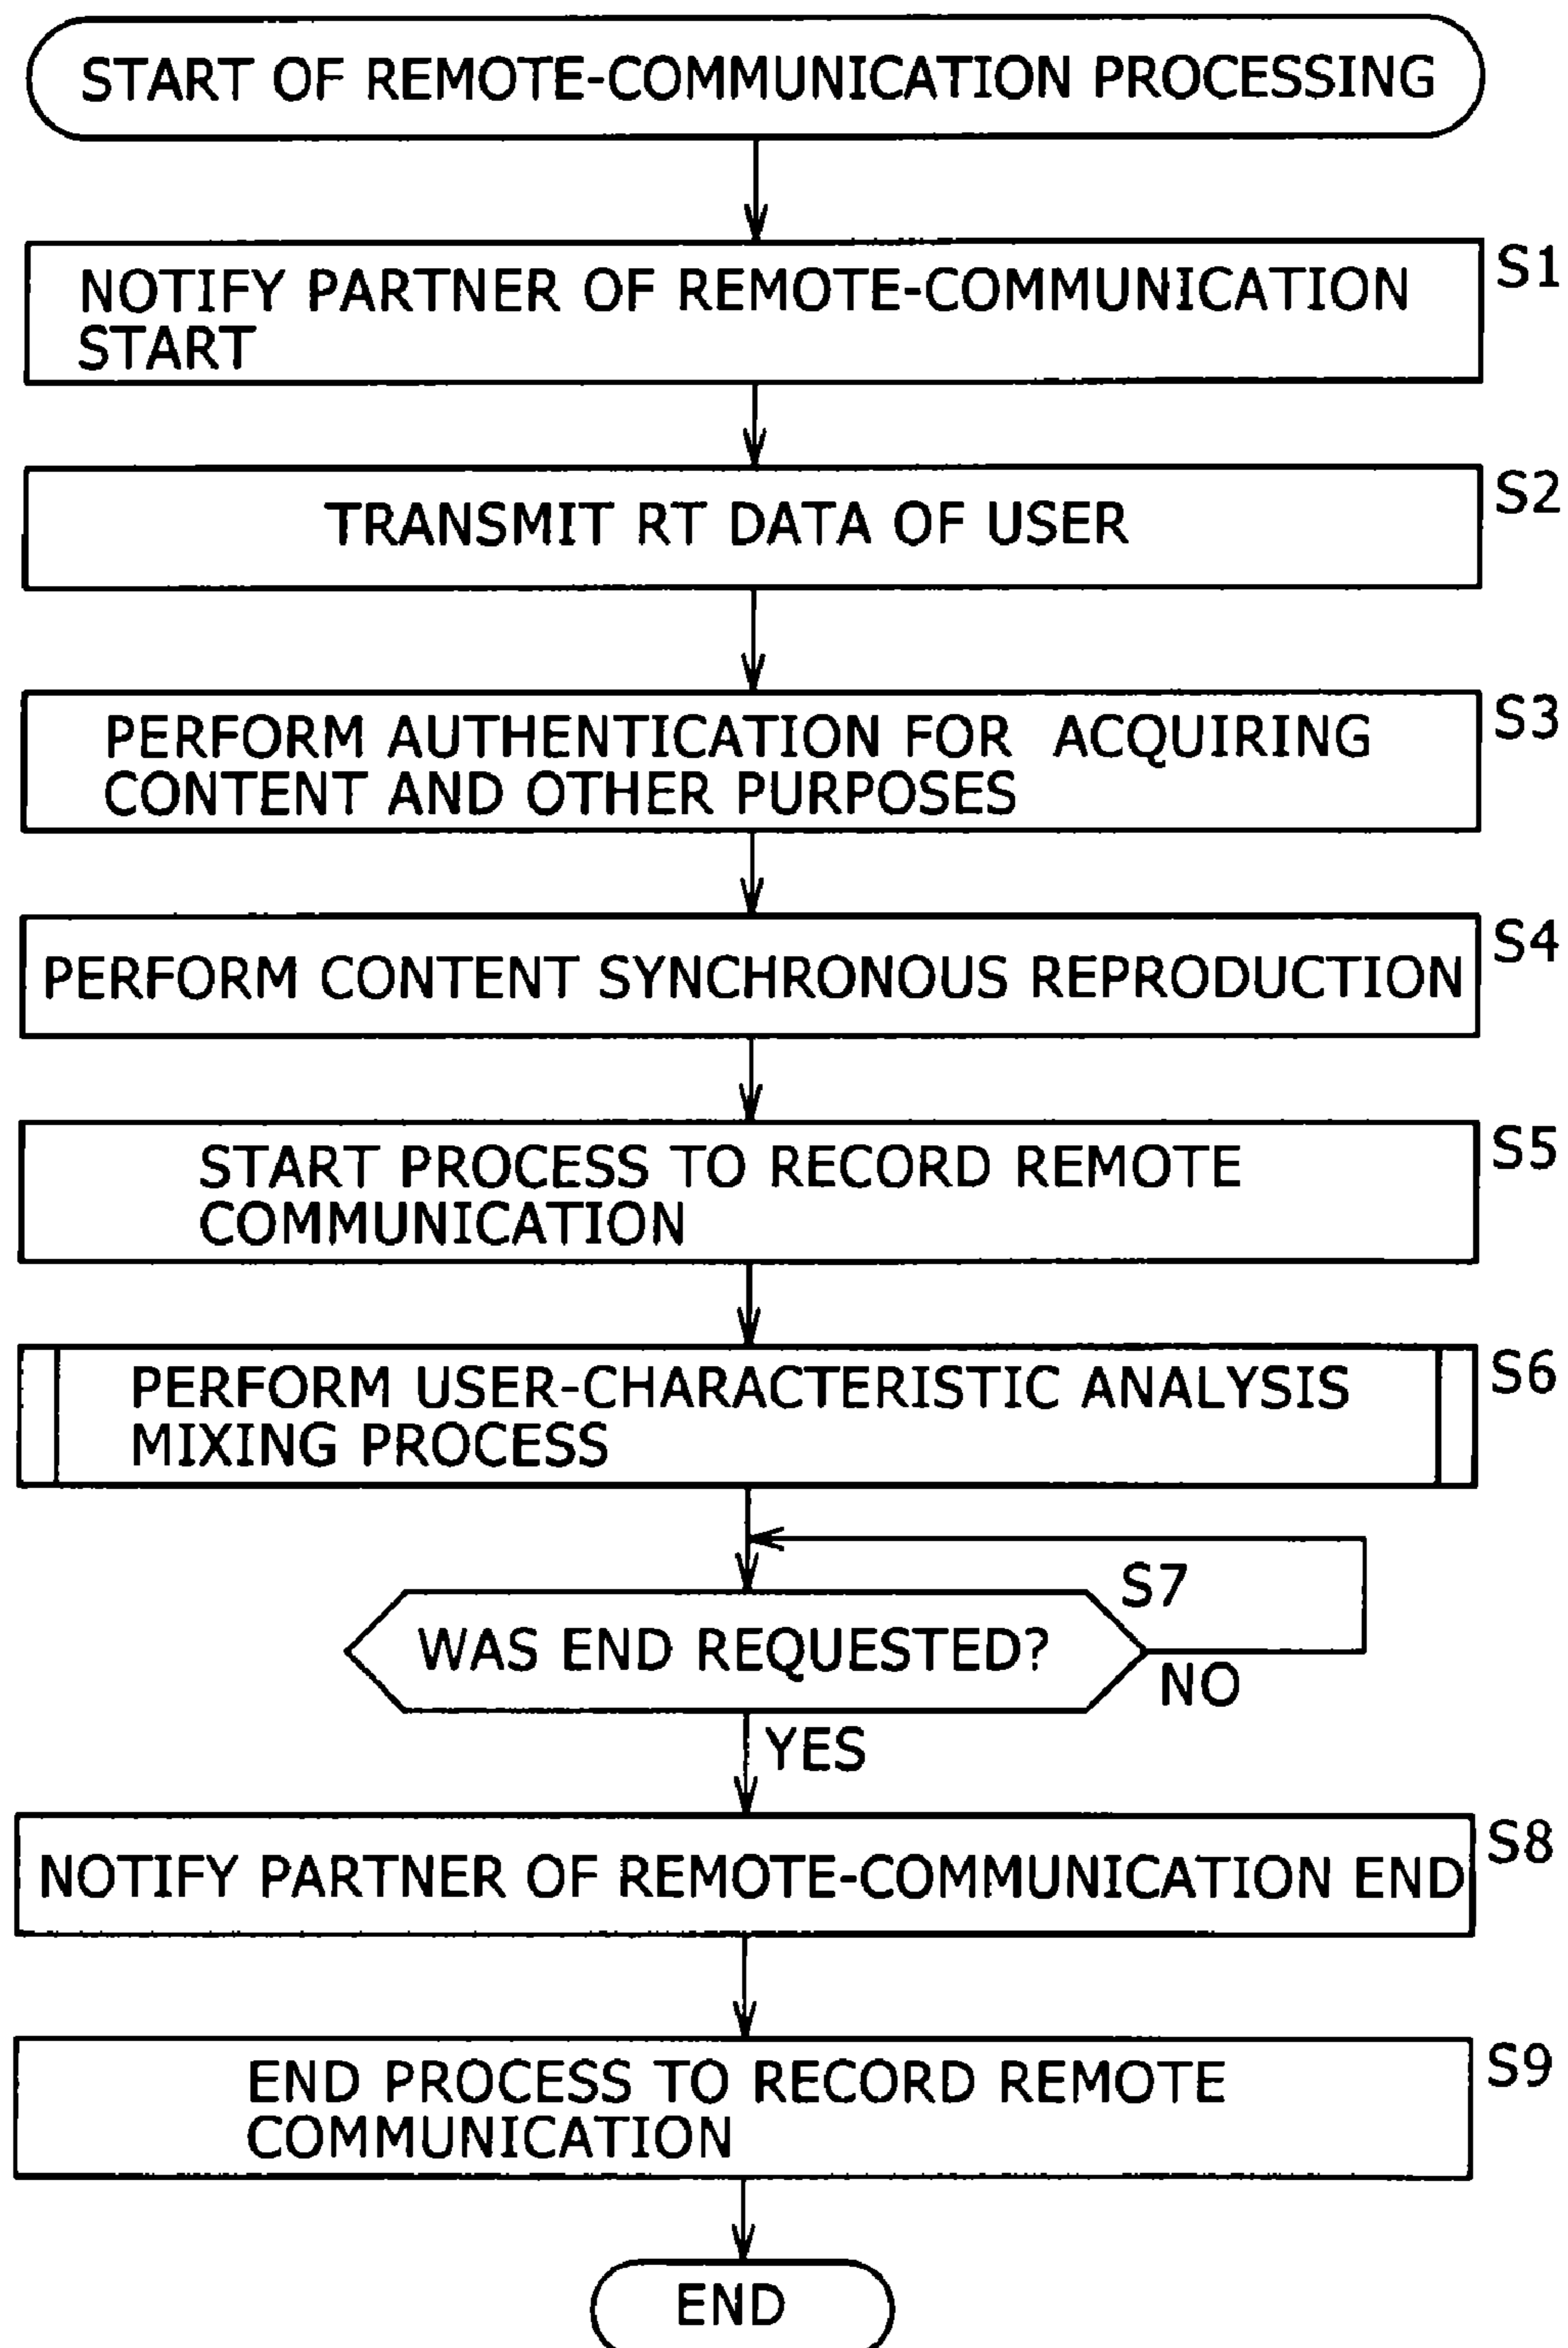 START OF REMOTE-COMMUNICATION PROCESSING
S1
NOTIFY PARTNER OF REMOTE-COMMUNICATION
START
S2
TRANSMIT RT DATA OF USER
S3
PERFORM AUTHENTICATION FOR ACQUIRING
CONTENT AND OTHER PURPOSES
S4
PERFORM CONTENT SYNCHRONOUS REPRODUCTION
S5
START PROCESS TO RECORD REMOTE
COMMUNICATION
S6
PERFORM USER-CHARACTERISTIC ANALYSIS
MIXING PROCESS
S7
WAS END REQUESTED?
NO
YES
S8
NOTIFY PARTNER OF REMOTE-COMMUNICATION END
S9
END PROCESS TO RECORD REMOTE
COMMUNICATION
END